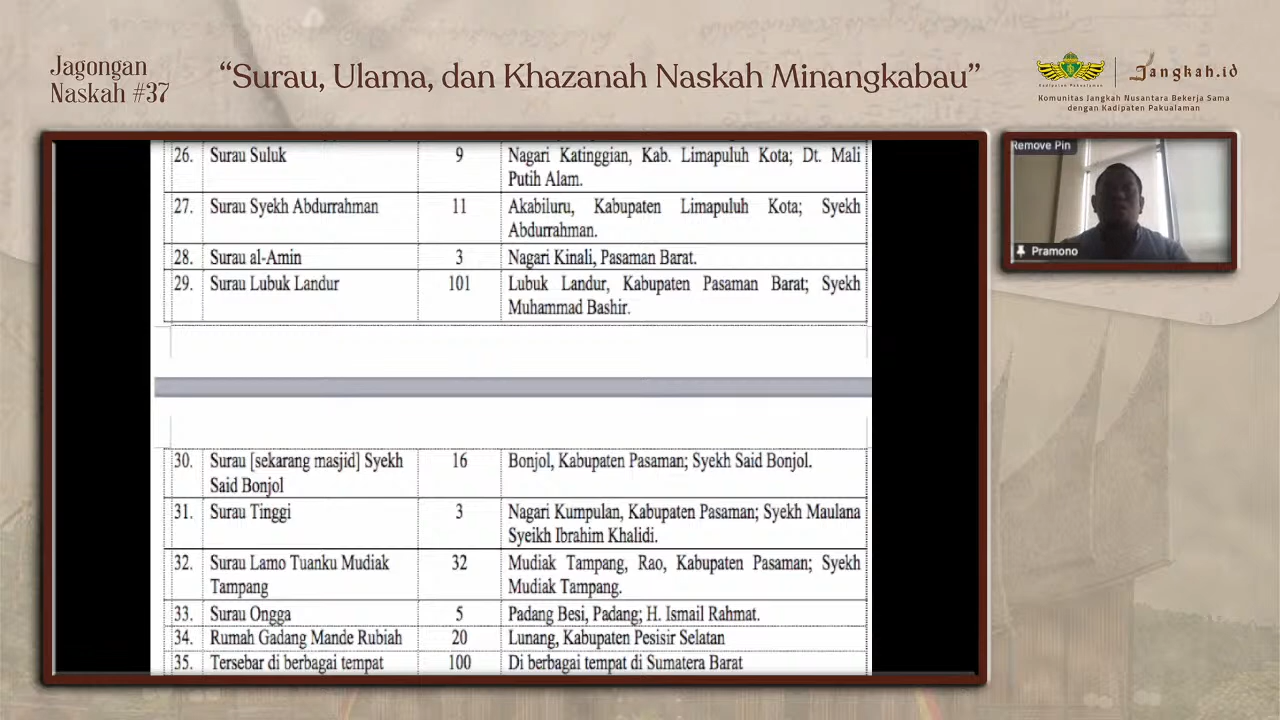 Jagongan
Naskah #37
“Surau, Ulama, dan Khazanah Naskah Minangkabau”
Kadipaten Pakualaman
Jangkah.id
Komunitas Jangkah Nusantara Bekerja Sama
dengan Kadipaten Pakualaman
26. Surau Suluk 9 Nagari Katinggian, Kab. Limapuluh Kota; Dt. Mali
Putih Alam.
27. Surau Syekh Abdurrahman 11 Akabiluru, Kabupaten Limapuluh Kota; Syekh
Abdurrahman.
28. Surau al-Amin 3 Nagari Kinali, Pasaman Barat.
29. Surau Lubuk Landur 101 Lubuk Landur, Kabupaten Pasaman Barat; Syekh
Muhammad Bashir.
30. Surau [sekarang masjid] Syekh 16 Bonjol, Kabupaten Pasaman; Syekh Said Bonjol.
Said Bonjol
31. Surau Tinggi 3 Nagari Kumpulan, Kabupaten Pasaman; Syekh Maulana
Syeikh Ibrahim Khalidi.
32. Surau Lamo Tuanku Mudiak 32 Mudiak Tampang, Rao, Kabupaten Pasaman; Syekh
Tampang Mudiak Tampang.
33. Surau Ongga 5 Padang Besi, Padang; H. Ismail Rahmat.
34. Rumah Gadang Mande Rubiah 20 Lunang, Kabupaten Pesisir Selatan
35. Tersebar di berbagai tempat 100 Di berbagai tempat di Sumatera Barat
Remove Pin
Pramono